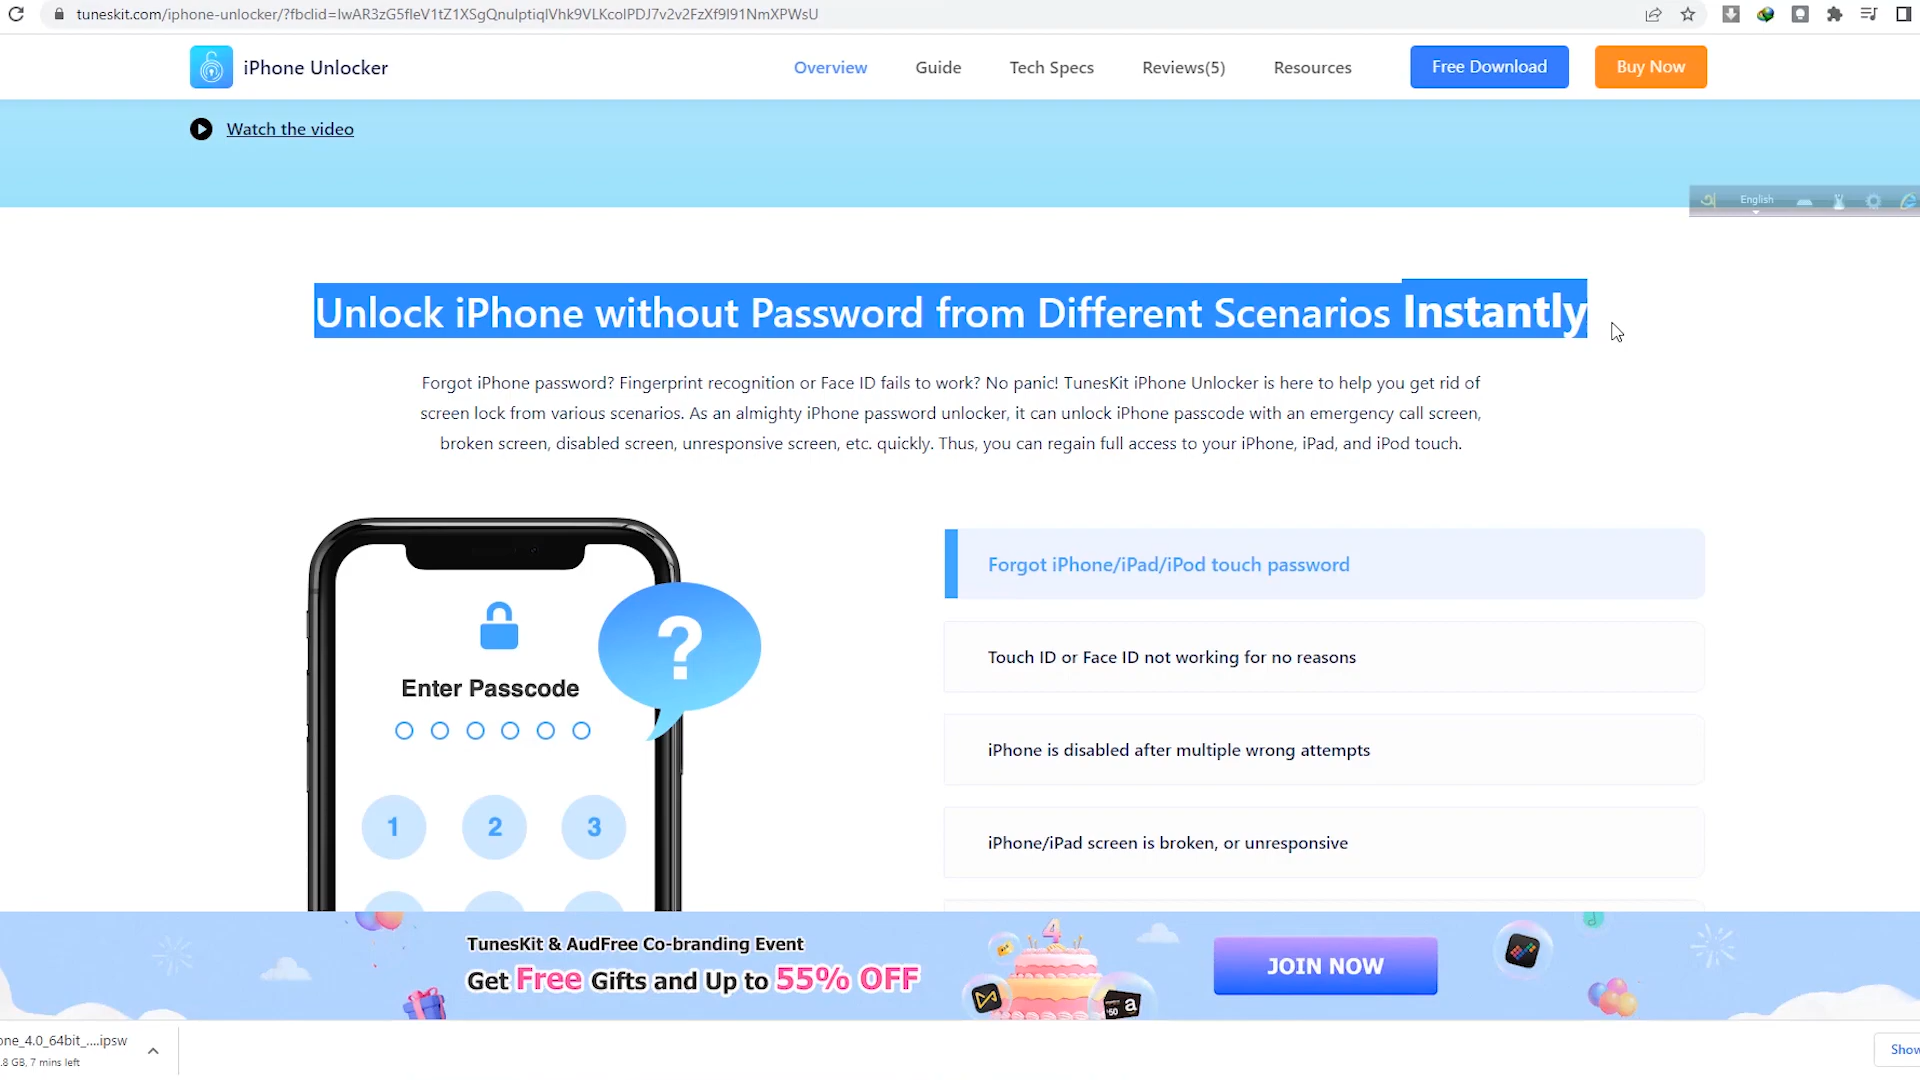 tuneskit.com/iphone-unlocker/?fbclid=IwAR3zG5fleV1tZ1XSgQnuIptiqlVhk9VLKcolPDJ7v2v2FzXf9I91NmXPWsU
iPhone Unlocker
Overview
Guide
Tech Specs
Reviews(5)
Resources
Free Download
Buy Now
Watch the video
English
Unlock iPhone without Password from Different Scenarios Instantly
Forgot iPhone password? Fingerprint recognition or Face ID fails to work? No panic! TunesKit iPhone Unlocker is here to help you get rid of
screen lock from various scenarios. As an almighty iPhone password unlocker, it can unlock iPhone passcode with an emergency call screen,
broken screen, disabled screen, unresponsive screen, etc. quickly. Thus, you can regain full access to your iPhone, iPad, and iPod touch.
?
Enter Passcode
1 2 3
Forgot iPhone/iPad/iPod touch password
Touch ID or Face ID not working for no reasons
iPhone is disabled after multiple wrong attempts
iPhone/iPad screen is broken, or unresponsive
TunesKit & AudFree Co-branding Event
Get Free Gifts and Up to 55% OFF
4
a
50
JOIN NOW
one_4.0_64bit_....ipsw
.8 GB, 7 mins left
Show